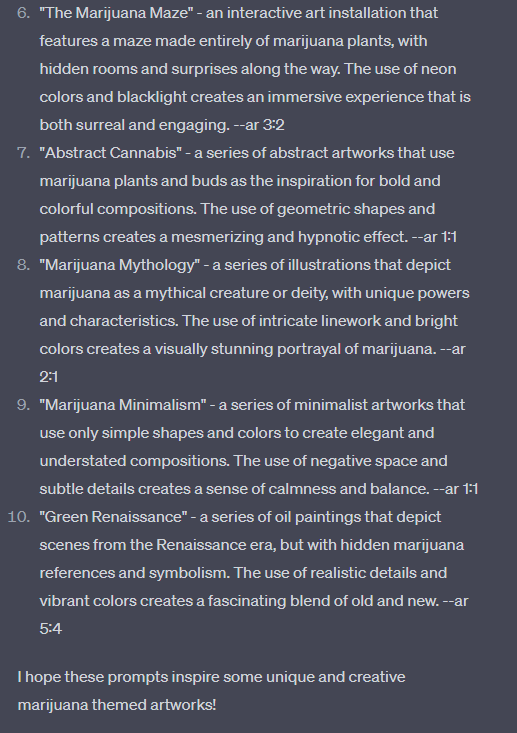 6. "The Marijuana Maze" - an interactive art installation that
features a maze made entirely of marijuana plants, with
hidden rooms and surprises along the way. The use of neon
colors and blacklight creates an immersive experience that is
both surreal and engaging. --ar 3:2
7. "Abstract Cannabis" - a series of abstract artworks that use
marijuana plants and buds as the inspiration for bold and
colorful compositions. The use of geometric shapes and
patterns creates a mesmerizing and hypnotic effect. --ar 1:1
8. "Marijuana Mythology" - a series of illustrations that depict
marijuana as a mythical creature or deity, with unique powers
and characteristics. The use of intricate linework and bright
colors creates a visually stunning portrayal of marijuana. --ar
2:1
9. "Marijuana Minimalism" - a series of minimalist artworks that
use only simple shapes and colors to create elegant and
understated compositions. The use of negative space and
subtle details creates a sense of calmness and balance. --ar 1:1
10. "Green Renaissance" - a series of oil paintings that depict
scenes from the Renaissance era, but with hidden marijuana
references and symbolism. The use of realistic details and
vibrant colors creates a fascinating blend of old and new. --ar
5:4
I hope these prompts inspire some unique and creative
marijuana themed artworks!